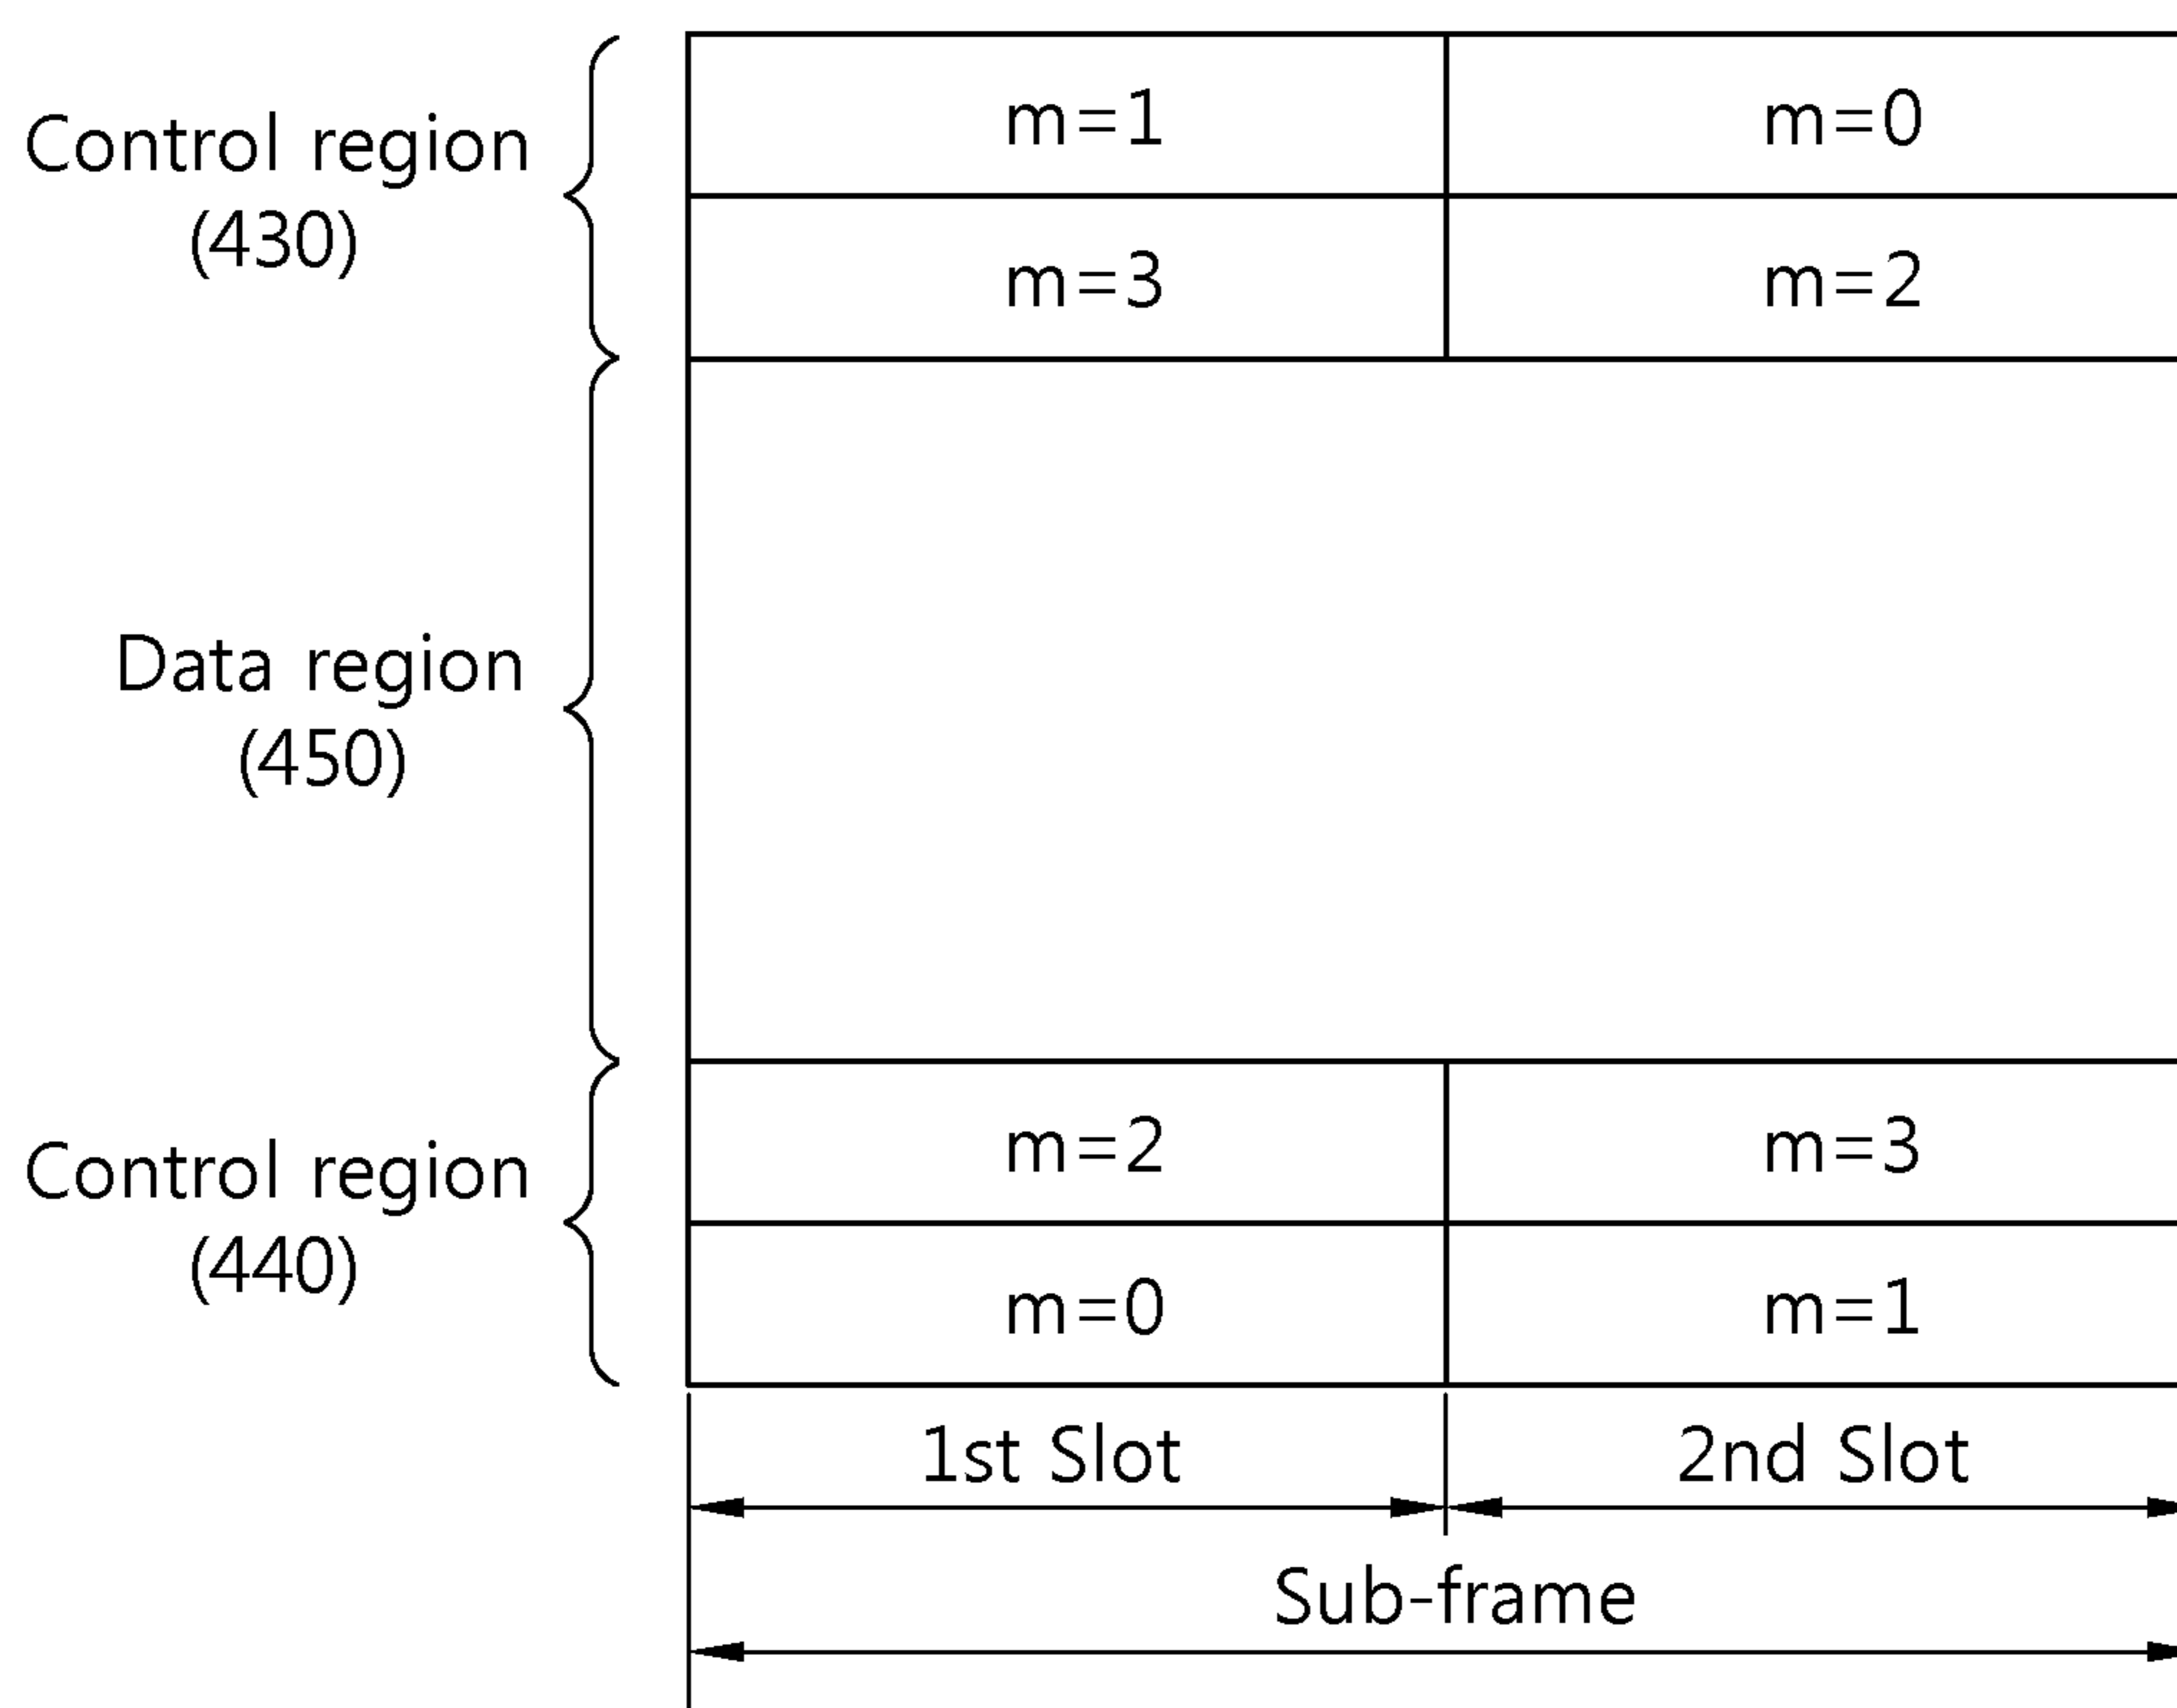 Control region
(430)
m=1
m=0
m=3
m=2
Data region
(450)
Control region
(440)
m=2
m=3
m=0
m=1
1st Slot
2nd Slot
Sub-frame